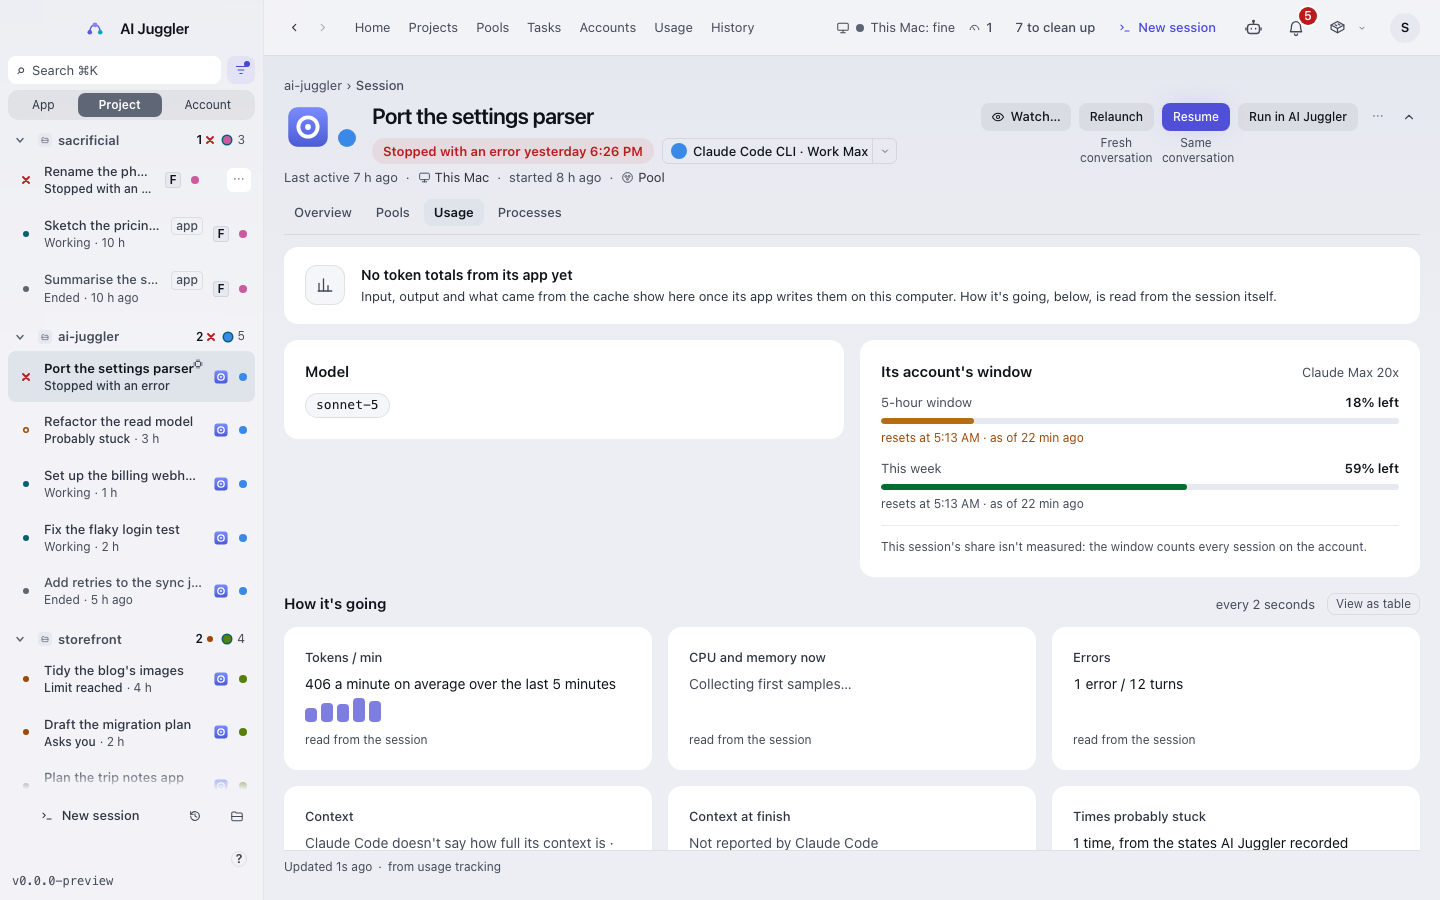 AI Juggler
Search ⌘K
App
Project
Account
sacrificial
1
3
Rename the ph...
Stopped with an ...
F
Sketch the pricin...
app
Working · 10 h
F
Summarise the s...
app
Ended · 10 h ago
F
ai-juggler
2
5
Port the settings parser
Stopped with an error
Refactor the read model
Probably stuck · 3 h
Set up the billing webh...
Working · 1 h
Fix the flaky login test
Working · 2 h
Add retries to the sync j...
Ended · 5 h ago
storefront
2
4
Tidy the blog's images
Limit reached · 4 h
Draft the migration plan
Asks you · 2 h
Plan the trip notes app
New session
?
v0.0.0-preview
Home
Projects
Pools
Tasks
Accounts
Usage
History
This Mac: fine
1
7 to clean up
New session
5
S
ai-juggler › Session
Port the settings parser
Stopped with an error yesterday 6:26 PM
Claude Code CLI · Work Max
Last active 7 h ago · This Mac · started 8 h ago · Pool
Watch...
Relaunch
Fresh conversation
Resume
Same conversation
Run in AI Juggler
...
Overview
Pools
Usage
Processes
No token totals from its app yet
Input, output and what came from the cache show here once its app writes them on this computer. How it's going, below, is read from the session itself.
Model
sonnet-5
Its account's window
Claude Max 20x
5-hour window
18% left
resets at 5:13 AM · as of 22 min ago
This week
59% left
resets at 5:13 AM · as of 22 min ago
This session's share isn't measured: the window counts every session on the account.
How it's going
every 2 seconds
View as table
Tokens / min
406 a minute on average over the last 5 minutes
read from the session
CPU and memory now
Collecting first samples...
read from the session
Errors
1 error / 12 turns
read from the session
Context
Claude Code doesn't say how full its context is ·
Context at finish
Not reported by Claude Code
Times probably stuck
1 time, from the states AI Juggler recorded
Updated 1s ago · from usage tracking